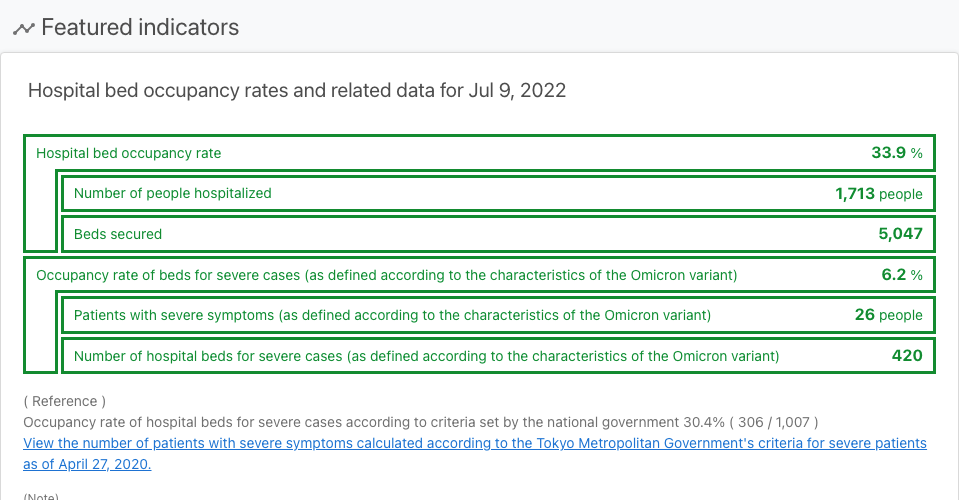 Featured indicators
Hospital bed occupancy rates and related data for Jul 9, 2022
Hospital bed occupancy rate 33.9 %
Number of people hospitalized 1,713 people
Beds secured 5,047
Occupancy rate of beds for severe cases (as defined according to the characteristics of the Omicron variant) 6.2 %
Patients with severe symptoms (as defined according to the characteristics of the Omicron variant) 26 people
Number of hospital beds for severe cases (as defined according to the characteristics of the Omicron variant) 420
( Reference )
Occupancy rate of hospital beds for severe cases according to criteria set by the national government 30.4% ( 306 / 1,007 )
View the number of patients with severe symptoms calculated according to the Tokyo Metropolitan Government's criteria for severe patients
as of April 27, 2020.
(Note)